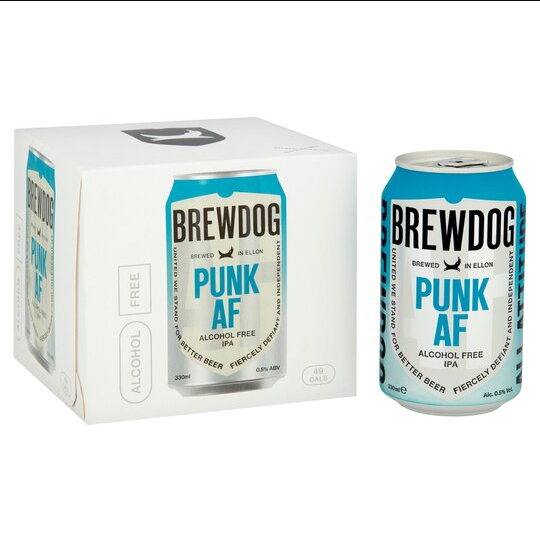 BREWDOG
BREWED IN ELLON
PUNK
AF
ALCOHOL FREE
IPA
UNITED WE STAND FOR BETTER BEER
FIERCELY DEFIANT AND INDEPENDENT
330ml
0.5% ABV
49
CALS
ALCOHOL
FREE
BREWDOG
PUNK
AF
BREWDOG
BREWED IN ELLON
PUNK
AF
ALCOHOL FREE
IPA
UNITED WE STAND FOR BETTER BEER
FIERCELY DEFIANT AND INDEPENDENT
330ml℮
Alc. 0.5% Vol.